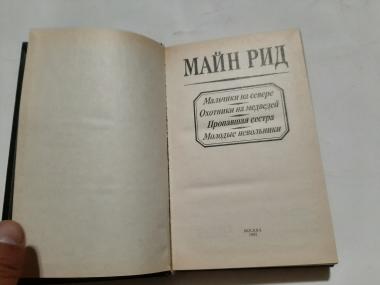 МАЙН РИД
Мальчики на севере
Охотники на медведей
Пропавшая сестра
Молодые невольники
МОСКВА